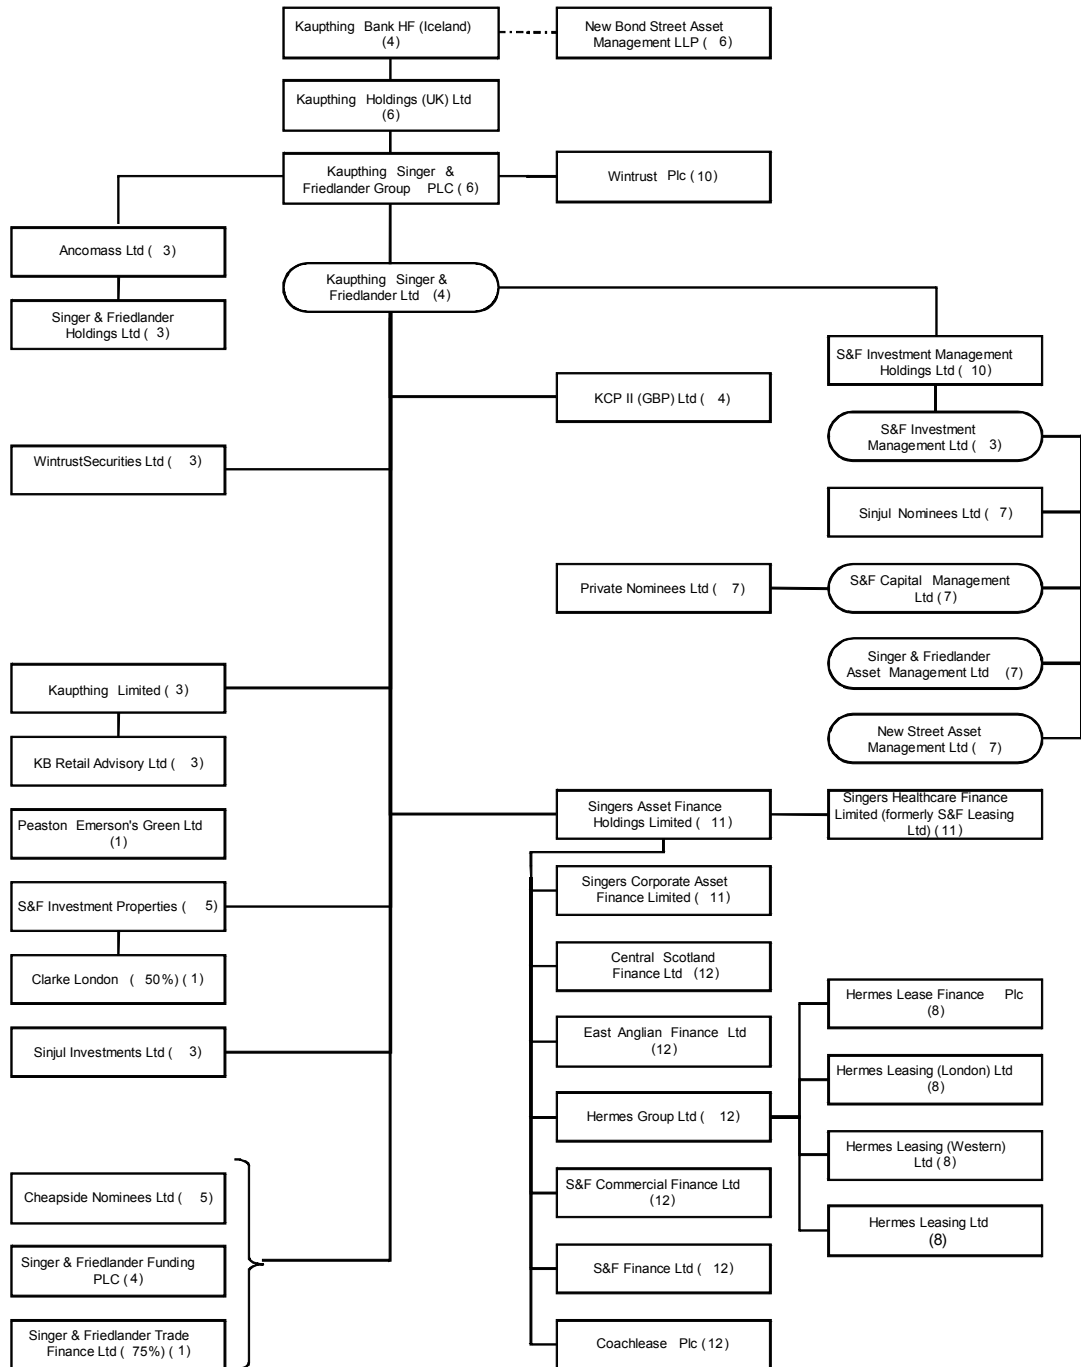 Kaupthing Bank HF (Iceland)
(4)
New Bond Street Asset
Management LLP ( 6)
Kaupthing Holdings (UK) Ltd
(6)
Kaupthing Singer &
Friedlander Group PLC ( 6)
Wintrust Plc (10)
Ancomass Ltd ( 3)
Kaupthing Singer &
Friedlander Ltd (4)
Singer & Friedlander
Holdings Ltd ( 3)
S&F Investment Management
Holdings Ltd ( 10)
KCP II (GBP) Ltd ( 4)
S&F Investment
Management Ltd ( 3)
WintrustSecurities Ltd ( 3)
Sinjul Nominees Ltd ( 7)
Private Nominees Ltd ( 7)
S&F Capital Management
Ltd (7)
Singer & Friedlander
Asset Management Ltd (7)
Kaupthing Limited ( 3)
New Street Asset
Management Ltd ( 7)
KB Retail Advisory Ltd ( 3)
Singers Asset Finance
Holdings Limited ( 11)
Singers Healthcare Finance
Limited (formerly S&F Leasing
Ltd) (11)
Peaston Emerson's Green Ltd
(1)
Singers Corporate Asset
Finance Limited ( 11)
S&F Investment Properties ( 5)
Central Scotland
Finance Ltd (12)
Clarke London ( 50%) ( 1)
Hermes Lease Finance Plc
(8)
East Anglian Finance Ltd
(12)
Sinjul Investments Ltd ( 3)
Hermes Leasing (London) Ltd
(8)
Hermes Group Ltd ( 12)
Hermes Leasing (Western)
Ltd (8)
S&F Commercial Finance Ltd
(12)
Cheapside Nominees Ltd ( 5)
Hermes Leasing Ltd
(8)
Singer & Friedlander Funding
PLC (4)
S&F Finance Ltd ( 12)
Singer & Friedlander Trade
Finance Ltd ( 75%) ( 1)
Coachlease Plc (12)